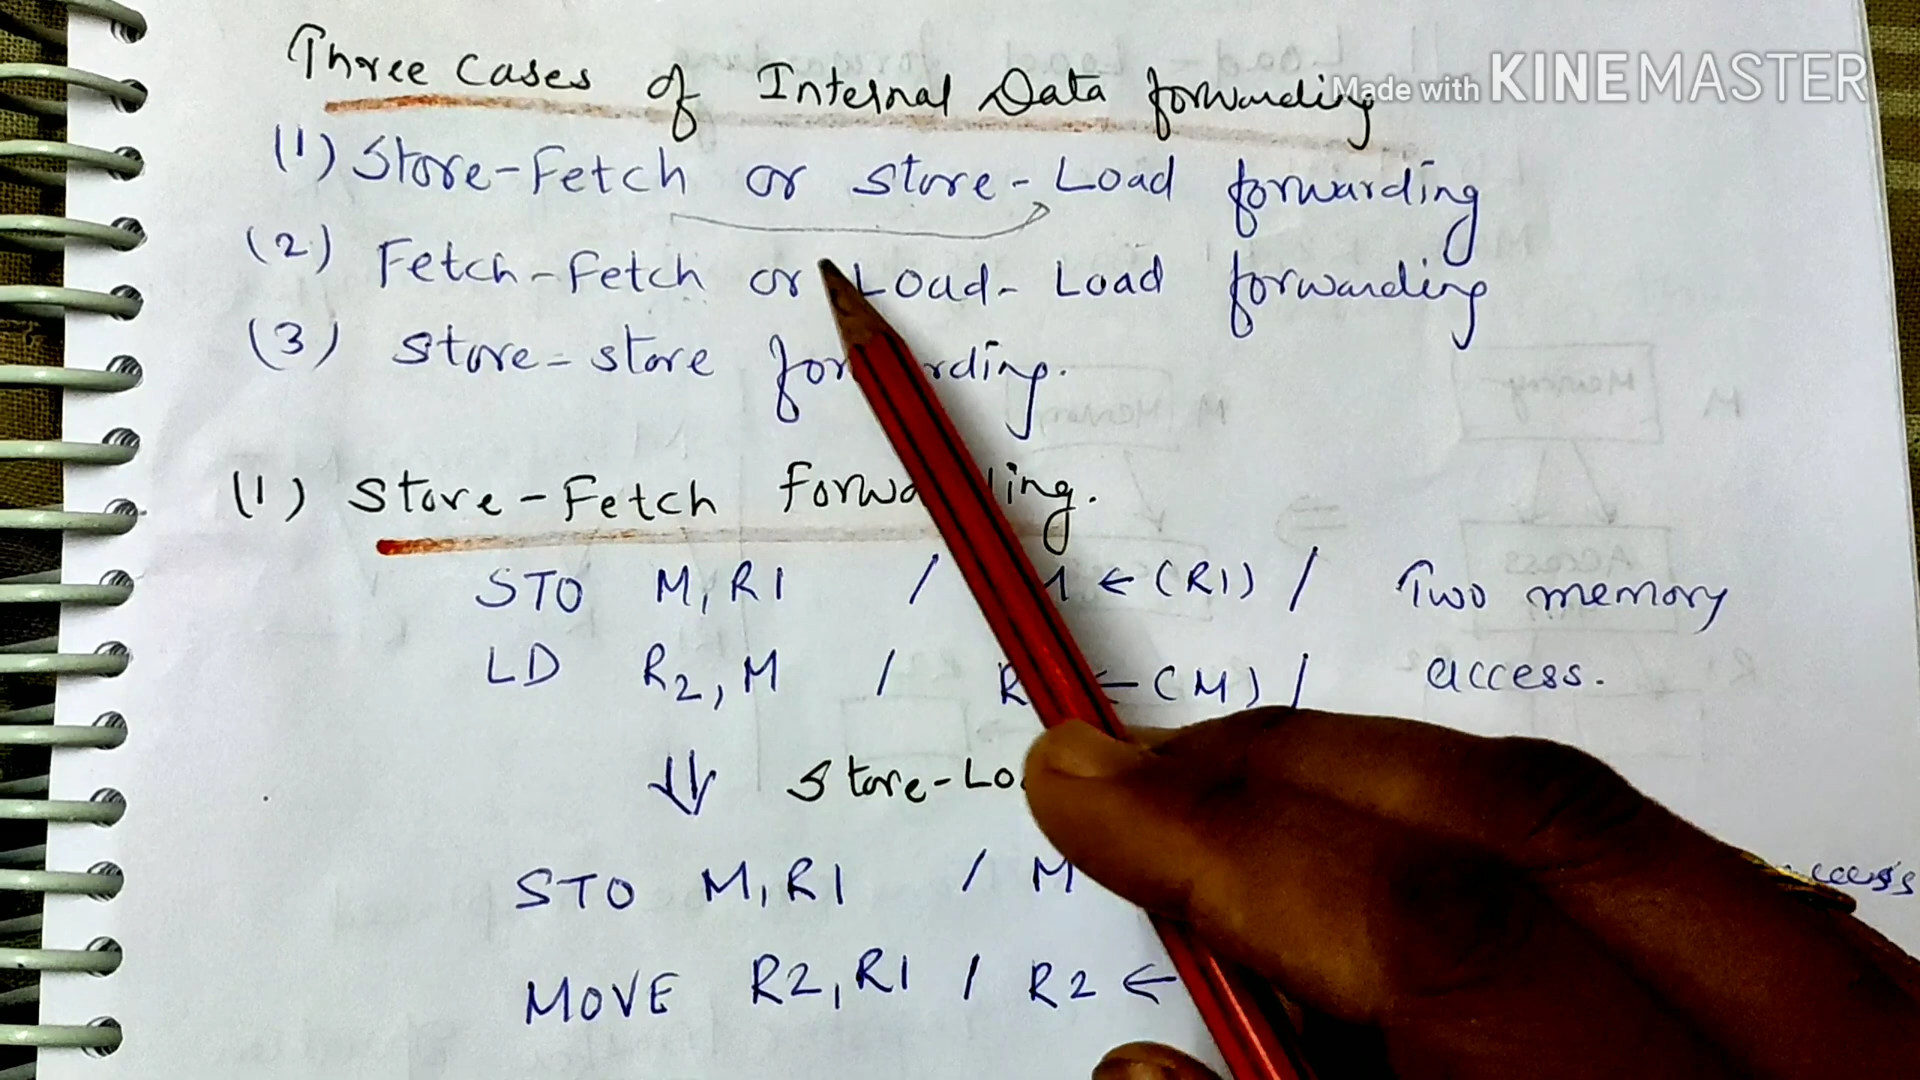 Three cases of Internal Data forwarding
Made with KINEMASTER
(1) Store-Fetch or store-Load forwarding
(2) Fetch-Fetch or Load-Load forwarding
(3) Store-store forwarding.
(1) Store-Fetch Forwarding.
STO M,R1 / M ← (R1) / Two memory
LD R2, M / R ← (M) / access.
⇓ Store-Lo
STO M,R1 / M
MOVE R2,R1 / R2 ←